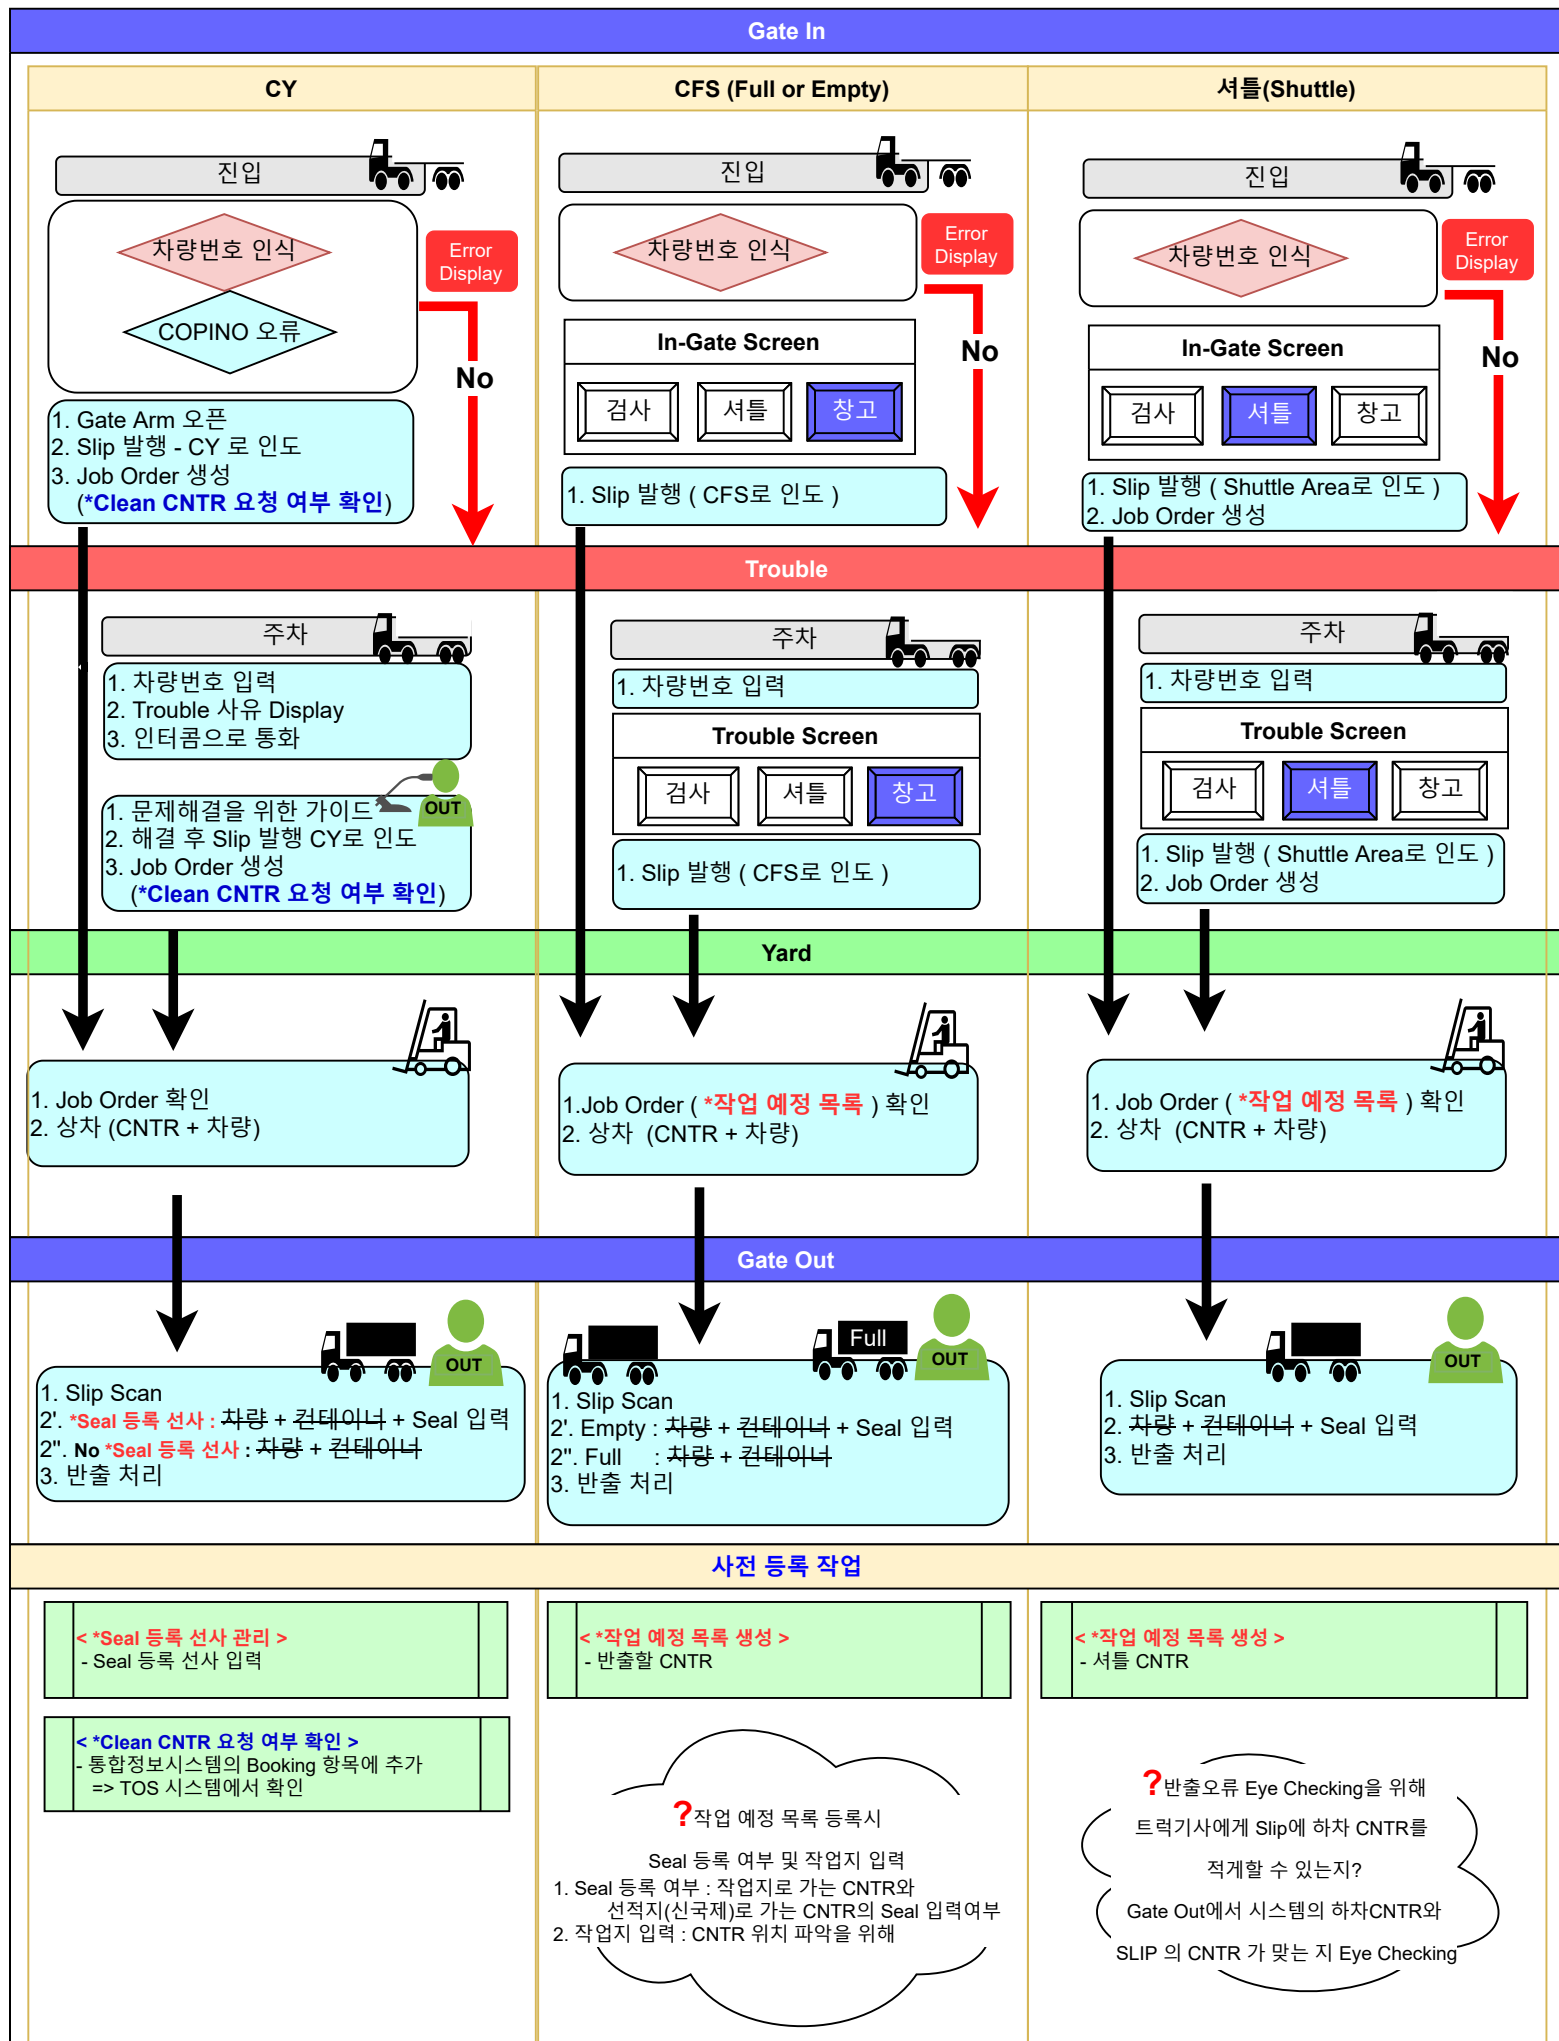 Gate In
CY
CFS (Full or Empty)
셔틀(Shuttle)
진입
차량번호 인식
Error
Display
COPINO 오류
No
1. Gate Arm 오픈
2. Slip 발행 - CY 로 인도
3. Job Order 생성
(*Clean CNTR 요청 여부 확인)
진입
차량번호 인식
Error
Display
No
In-Gate Screen
검사
셔틀
창고
1. Slip 발행 ( CFS로 인도 )
진입
차량번호 인식
Error
Display
No
In-Gate Screen
검사
셔틀
창고
1. Slip 발행 ( Shuttle Area로 인도 )
2. Job Order 생성
Trouble
주차
1. 차량번호 입력
2. Trouble 사유 Display
3. 인터콤으로 통화
OUT
1. 문제해결을 위한 가이드
2. 해결 후 Slip 발행 CY로 인도
3. Job Order 생성
(*Clean CNTR 요청 여부 확인)
주차
1. 차량번호 입력
Trouble Screen
검사
셔틀
창고
1. Slip 발행 ( CFS로 인도 )
주차
1. 차량번호 입력
Trouble Screen
검사
셔틀
창고
1. Slip 발행 ( Shuttle Area로 인도 )
2. Job Order 생성
Yard
1. Job Order 확인
2. 상차 (CNTR + 차량)
1.Job Order ( *작업 예정 목록 ) 확인
2. 상차 (CNTR + 차량)
1. Job Order ( *작업 예정 목록 ) 확인
2. 상차 (CNTR + 차량)
Gate Out
OUT
1. Slip Scan
2'. *Seal 등록 선사 : 차량 + 컨테이너 + Seal 입력
2". No *Seal 등록 선사 : 차량 + 컨테이너
3. 반출 처리
Full
OUT
1. Slip Scan
2'. Empty : 차량 + 컨테이너 + Seal 입력
2". Full : 차량 + 컨테이너
3. 반출 처리
OUT
1. Slip Scan
2. 차량 + 컨테이너 + Seal 입력
3. 반출 처리
사전 등록 작업
< *Seal 등록 선사 관리 >
- Seal 등록 선사 입력
< *Clean CNTR 요청 여부 확인 >
- 통합정보시스템의 Booking 항목에 추가
=> TOS 시스템에서 확인
< *작업 예정 목록 생성 >
- 반출할 CNTR
?작업 예정 목록 등록시
Seal 등록 여부 및 작업지 입력
1. Seal 등록 여부 : 작업지로 가는 CNTR와
선적지(신국제)로 가는 CNTR의 Seal 입력여부
2. 작업지 입력 : CNTR 위치 파악을 위해
< *작업 예정 목록 생성 >
- 셔틀 CNTR
?반출오류 Eye Checking을 위해
트럭기사에게 Slip에 하차 CNTR를
적게할 수 있는지?
Gate Out에서 시스템의 하차CNTR와
SLIP 의 CNTR 가 맞는 지 Eye Checking